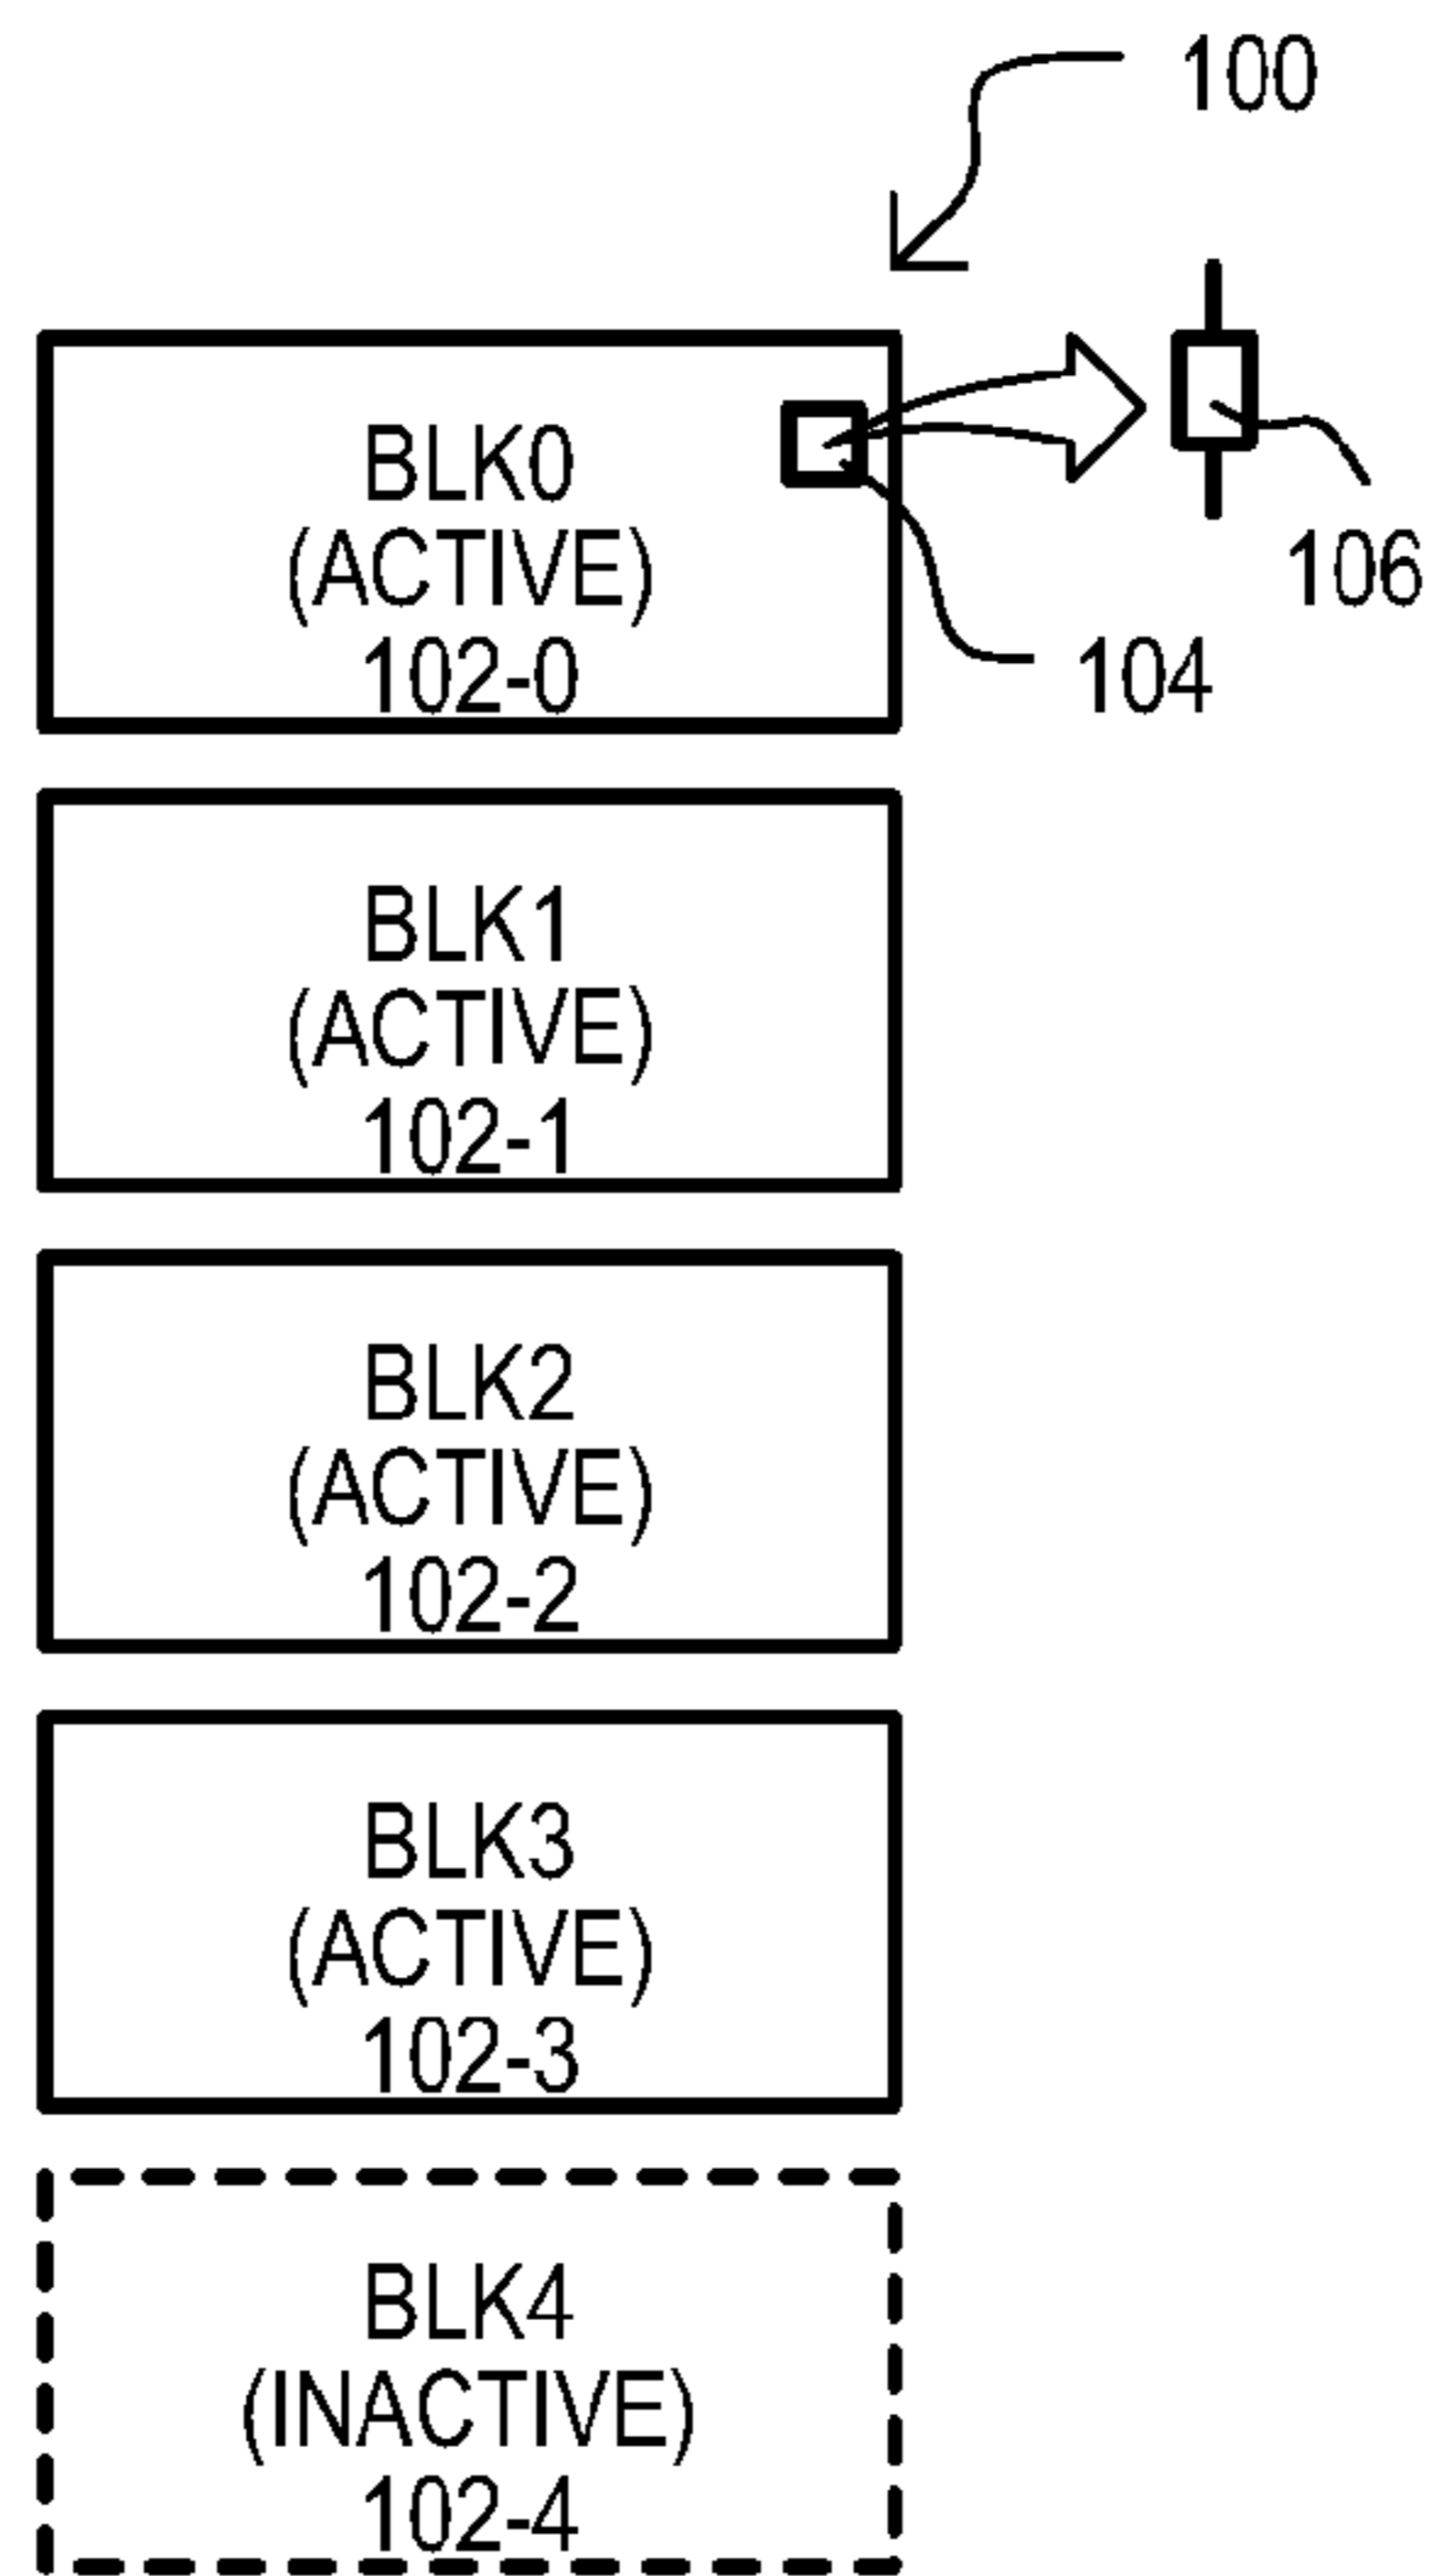 100
BLK0
(ACTIVE)
102-0
106
104
BLK1
(ACTIVE)
102-1
BLK2
(ACTIVE)
102-2
BLK3
(ACTIVE)
102-3
BLK4
(INACTIVE)
102-4